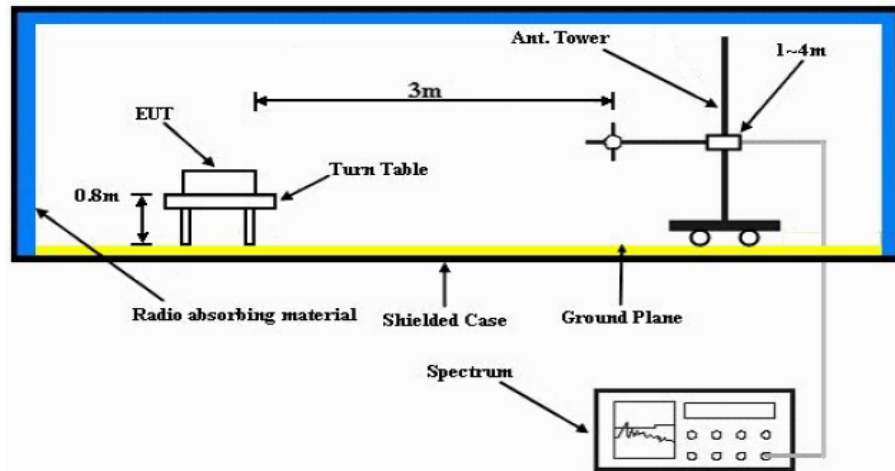 Ant. Tower
1~4m
3m
EUT
Turn Table
0.8m
Radio absorbing material
Shielded Case
Ground Plane
Spectrum